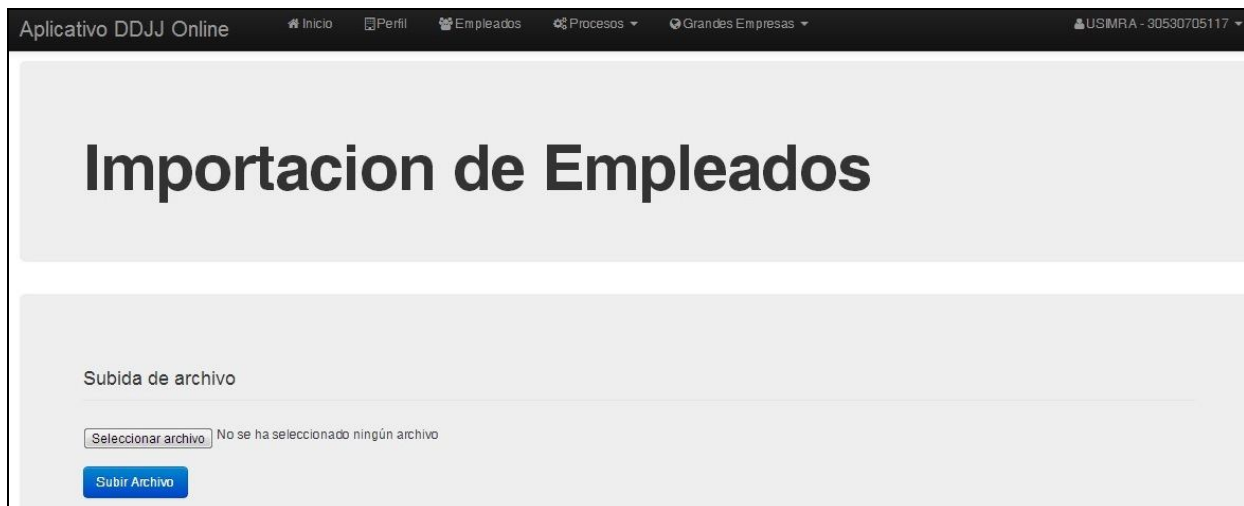 Aplicativo DDJJ Online Inicio Perfil Empleados Procesos Grandes Empresas USIMRA - 30530705117
Importacion de Empleados
Subida de archivo
Seleccionar archivo No se ha seleccionado ningún archivo
Subir Archivo